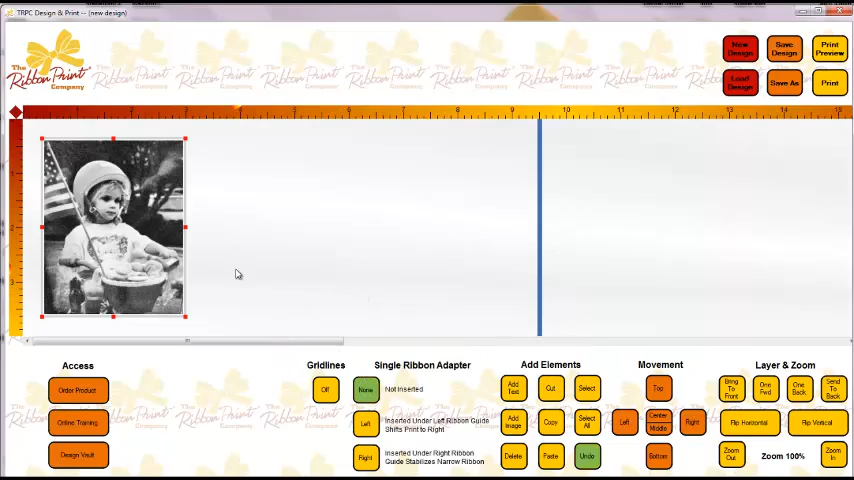 TRPC Design & Print -- (new design)
The
Ribbon Print
Company
New
Design
Save
Design
Print
Preview
Load
Design
Save As
Print
1 2 3 4 5 6 7 8 9 10 11 12 13 14 15
1
2
3
Access
Order Product
Online Training
Design Vault
Gridlines
Off
Single Ribbon Adapter
None
Not Inserted
Left
Inserted Under Left Ribbon Guide
Shifts Print to Right
Right
Inserted Under Right Ribbon
Guide Stabilizes Narrow Ribbon
Add Elements
Add
Text
Cut
Select
Add
Image
Copy
Select
All
Delete
Paste
Undo
Movement
Top
Left
Center
Middle
Right
Bottom
Layer & Zoom
Bring
To
Front
One
Fwd
One
Back
Send
To
Back
Flip Horizontal
Flip Vertical
Zoom
Out
Zoom 100%
Zoom
In